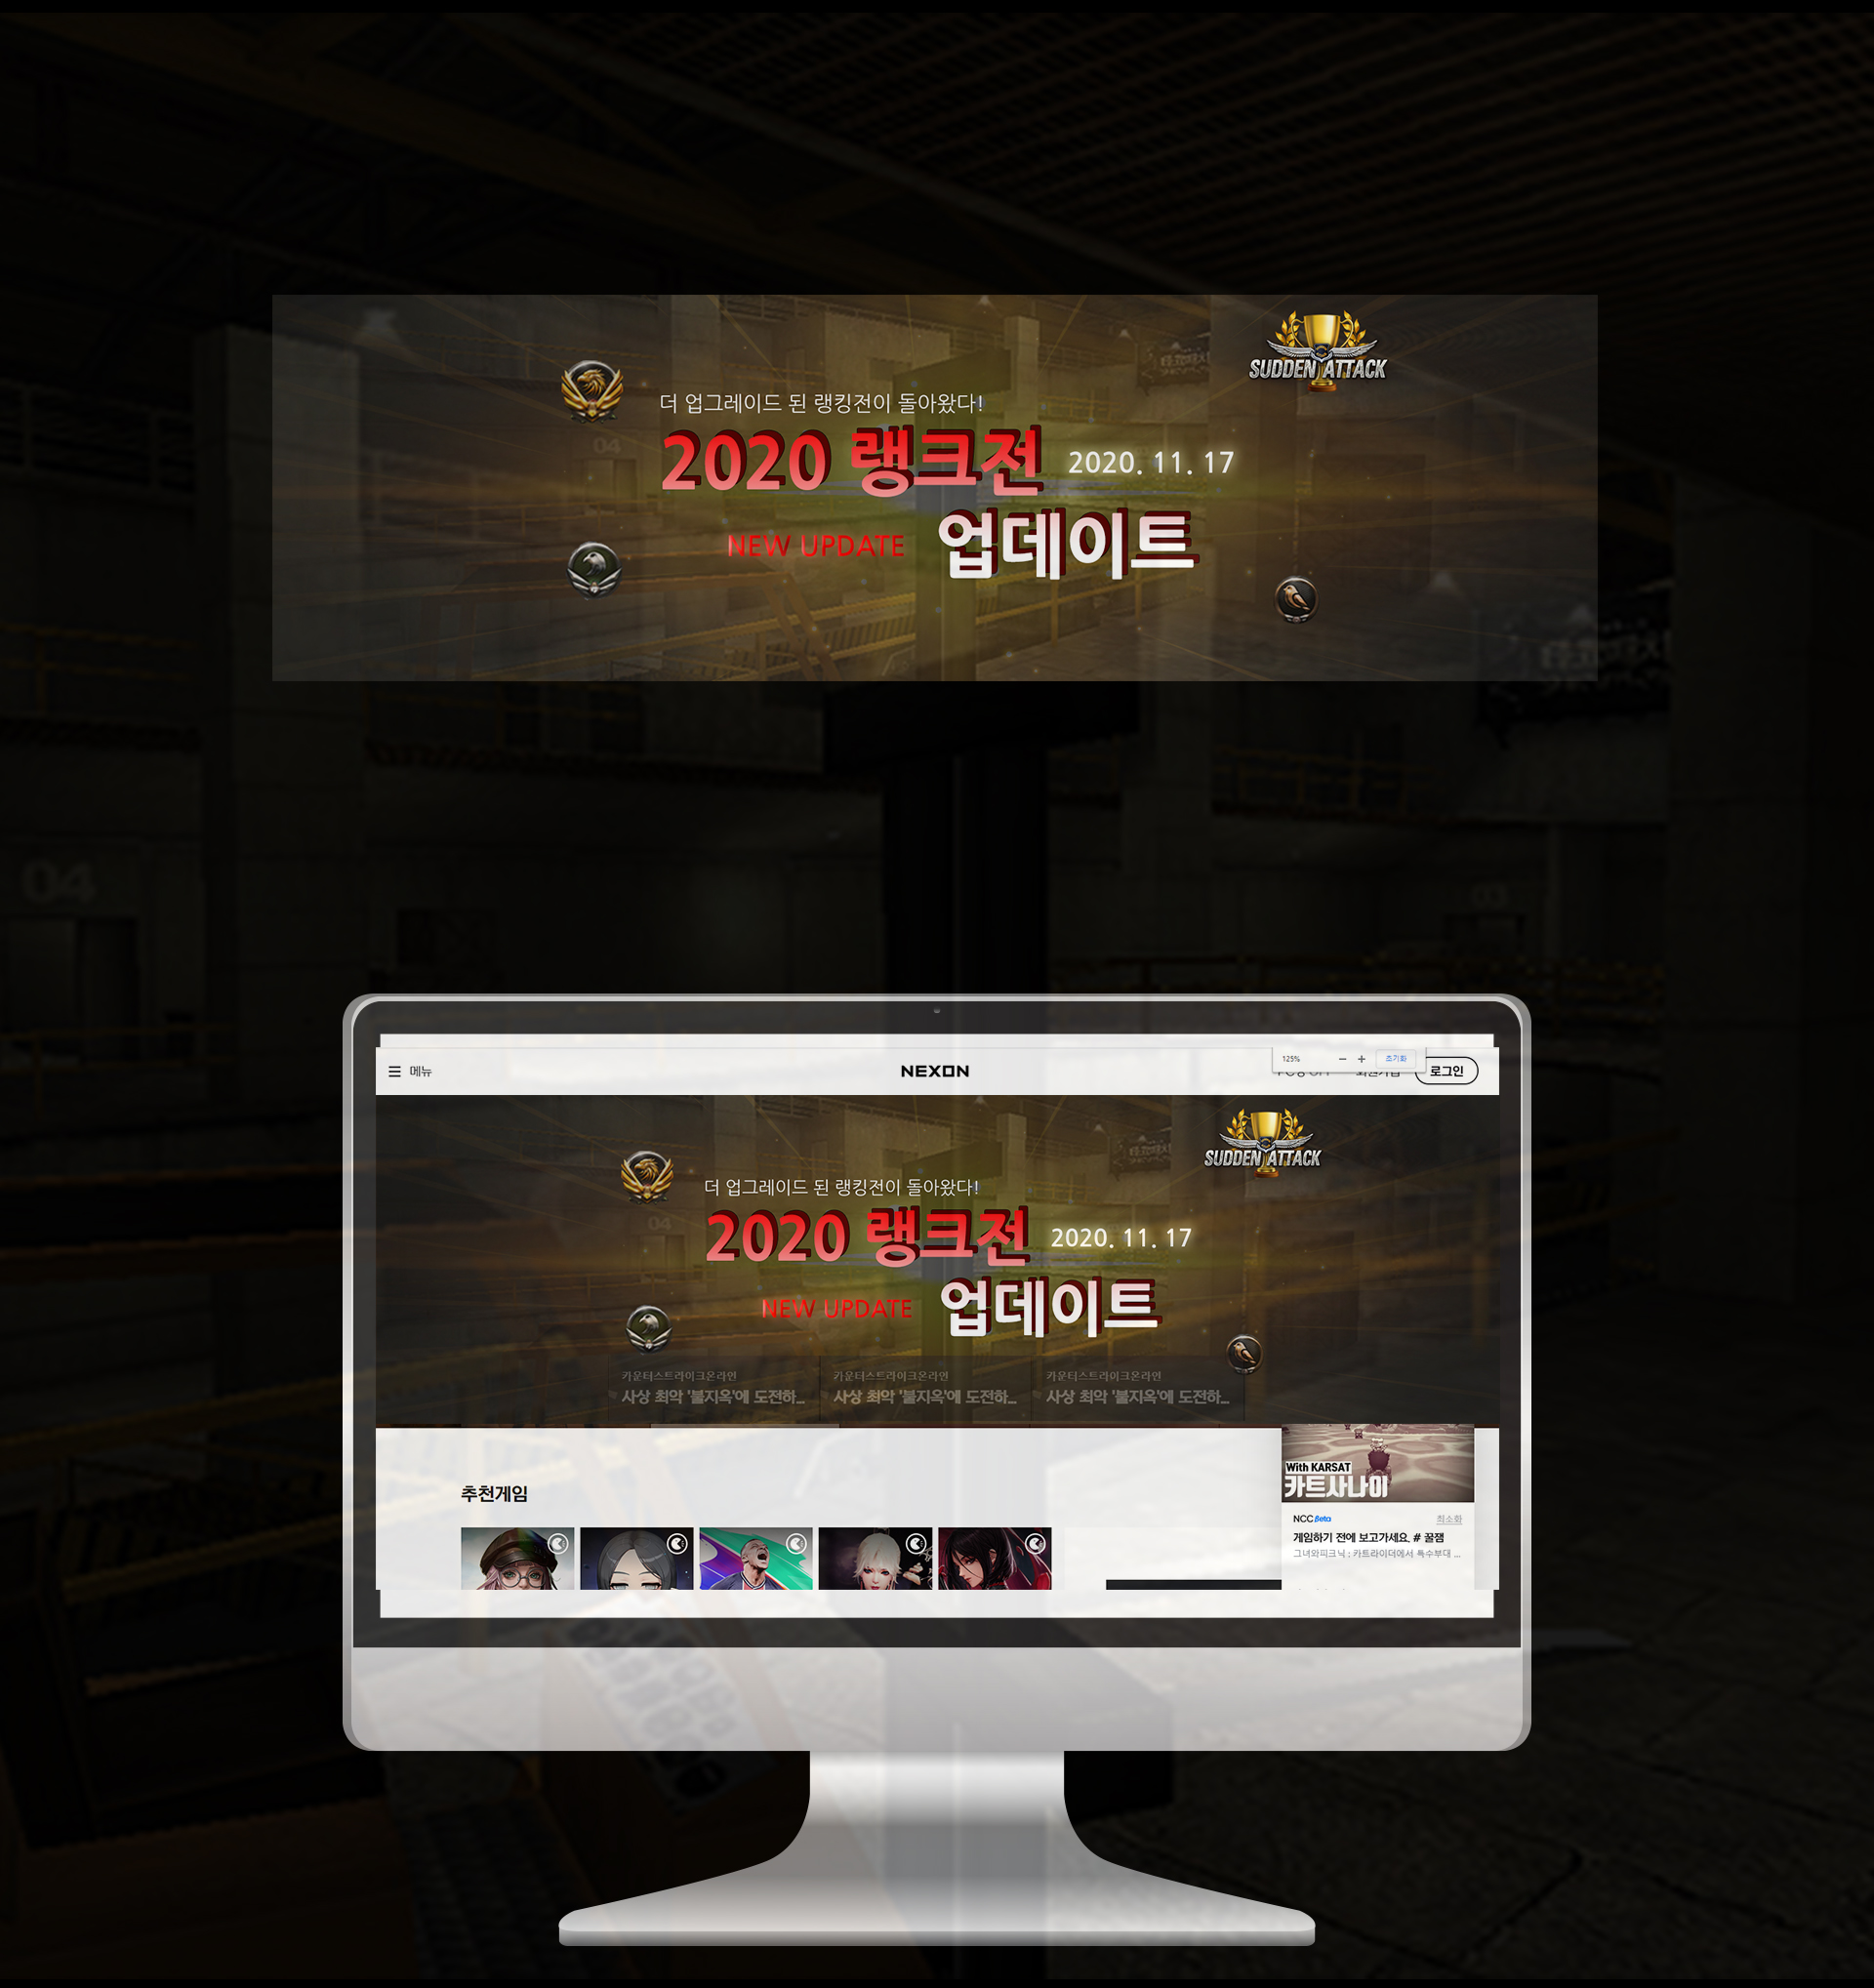 SUDDEN ATTACK
더 업그레이드 된 랭킹전이 돌아왔다!
04
2020 랭크전
2020. 11. 17
NEW UPDATE
업데이트
04
03
메뉴
NEXON
125%
초기화
로그인
SUDDEN ATTACK
더 업그레이드 된 랭킹전이 돌아왔다!
04
2020 랭크전
2020. 11. 17
NEW UPDATE
업데이트
카운터스트라이크온라인
사상 최악 '불지옥'에 도전하...
카운터스트라이크온라인
사상 최악 '불지옥'에 도전하...
카운터스트라이크온라인
사상 최악 '불지옥'에 도전하...
추천게임
With KARSAT
카트사나이
NCC Beta
최소화
게임하기 전에 보고가세요. # 꿀잼
그녀와피크닉 : 카트라이더에서 특수부대 ...